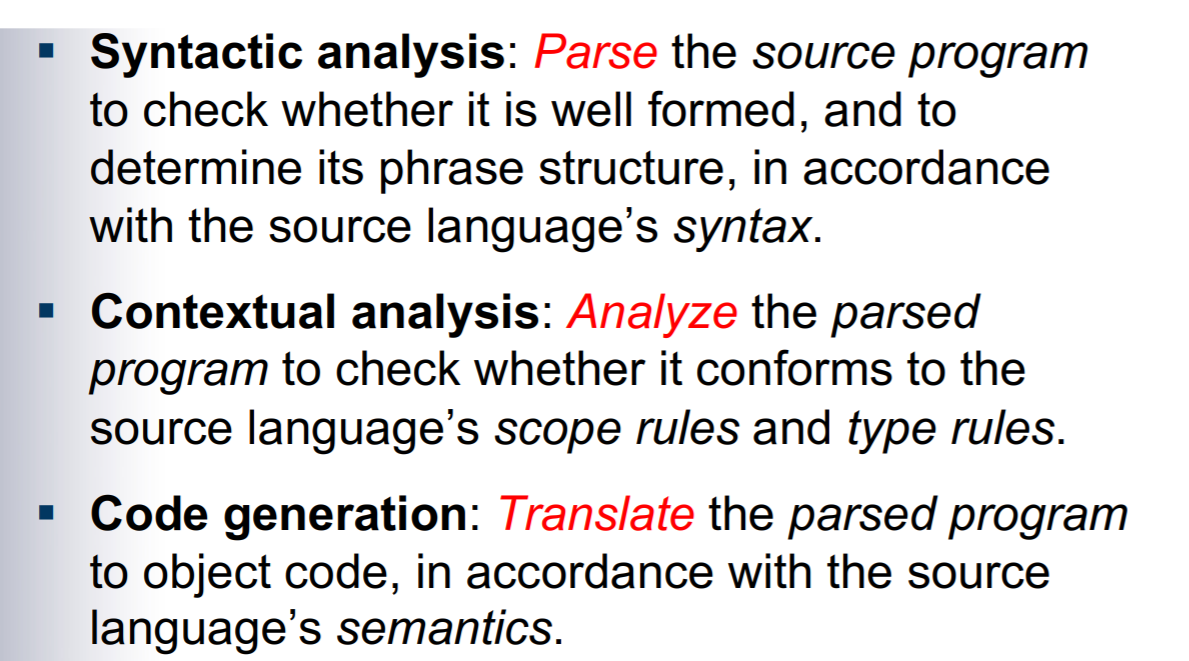 ▪ Syntactic analysis: Parse the source program
to check whether it is well formed, and to
determine its phrase structure, in accordance
with the source language’s syntax.
▪ Contextual analysis: Analyze the parsed
program to check whether it conforms to the
source language’s scope rules and type rules.
▪ Code generation: Translate the parsed program
to object code, in accordance with the source
language’s semantics.